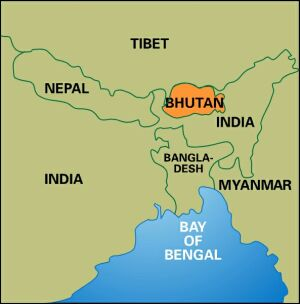 TIBET
NEPAL
BHUTAN
INDIA
BANGLA-
DESH
INDIA
MYANMAR
BAY
OF
BENGAL